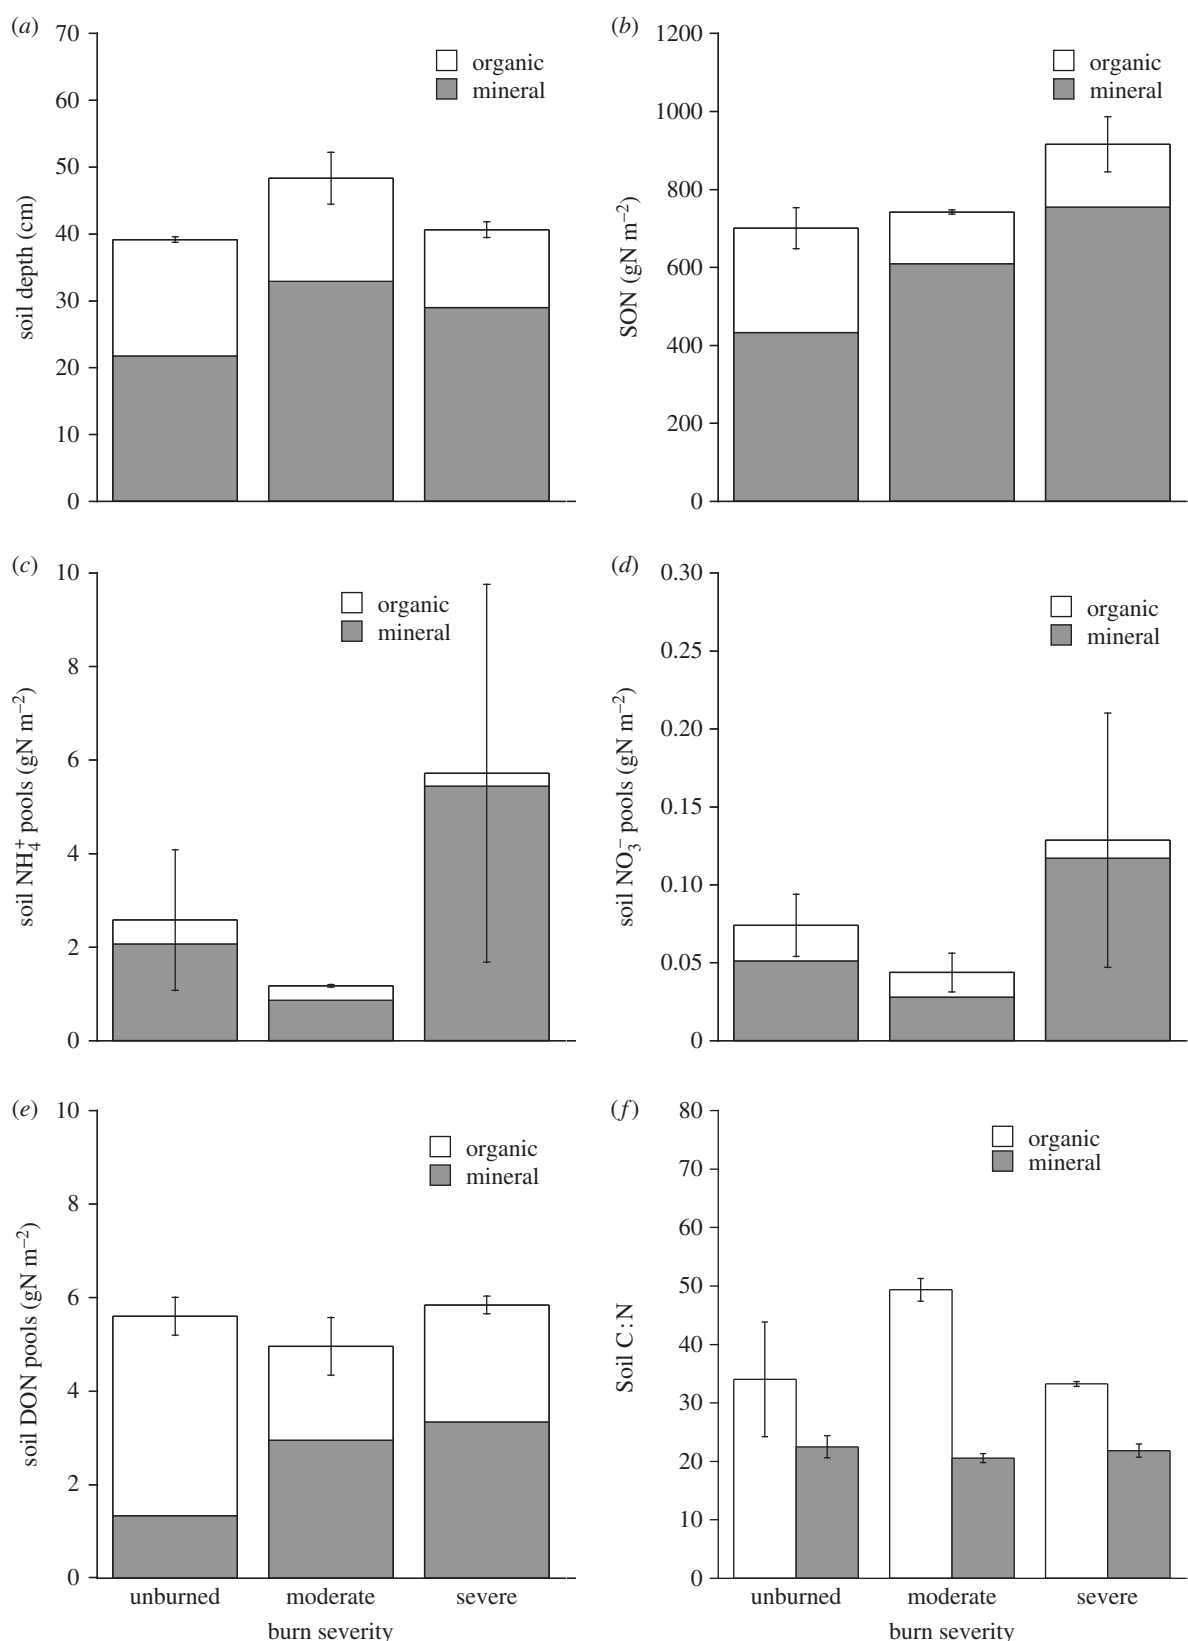 (a)
70
60
50
40
30
20
10
0
soil depth (cm)
organic
mineral
(b)
1200
1000
800
600
400
200
0
SON (gN m⁻²)
organic
mineral
(c)
10
8
6
4
2
0
soil NH₄⁺ pools (gN m⁻²)
organic
mineral
(d)
0.30
0.25
0.20
0.15
0.10
0.05
0
soil NO₃⁻ pools (gN m⁻²)
organic
mineral
(e)
10
8
6
4
2
0
soil DON pools (gN m⁻²)
organic
mineral
unburned moderate severe
burn severity
(f)
80
70
60
50
40
30
20
10
0
Soil C:N
organic
mineral
unburned moderate severe
burn severity